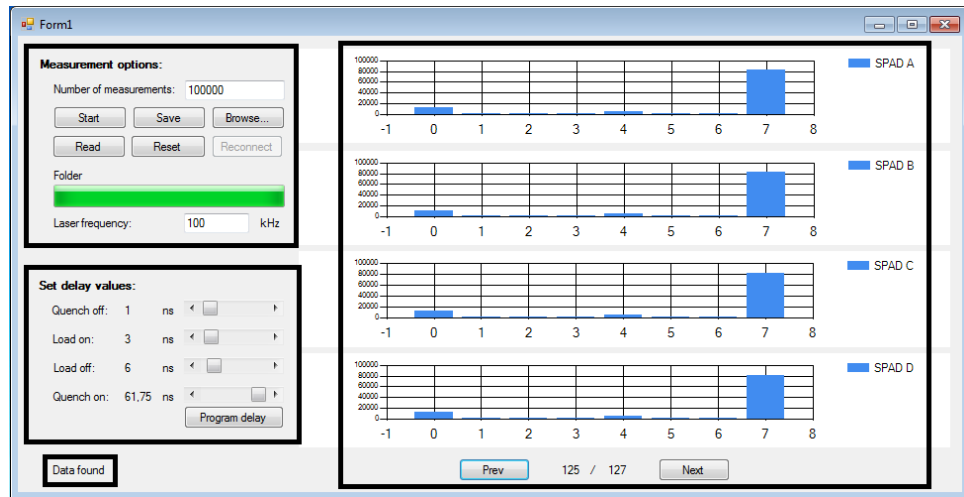 Form1
Measurement options:
Number of measurements: 100000
Start Save Browse...
Read Reset Reconnect
Folder
Laser frequency: 100 kHz
Set delay values:
Quench off: 1 ns
Load on: 3 ns
Load off: 6 ns
Quench on: 61,75 ns
Program delay
Data found
100000
80000
60000
40000
20000
0
-1 0 1 2 3 4 5 6 7 8
SPAD A
100000
80000
60000
40000
20000
0
-1 0 1 2 3 4 5 6 7 8
SPAD B
100000
80000
60000
40000
20000
0
-1 0 1 2 3 4 5 6 7 8
SPAD C
100000
80000
60000
40000
20000
0
-1 0 1 2 3 4 5 6 7 8
SPAD D
Prev 125 / 127 Next